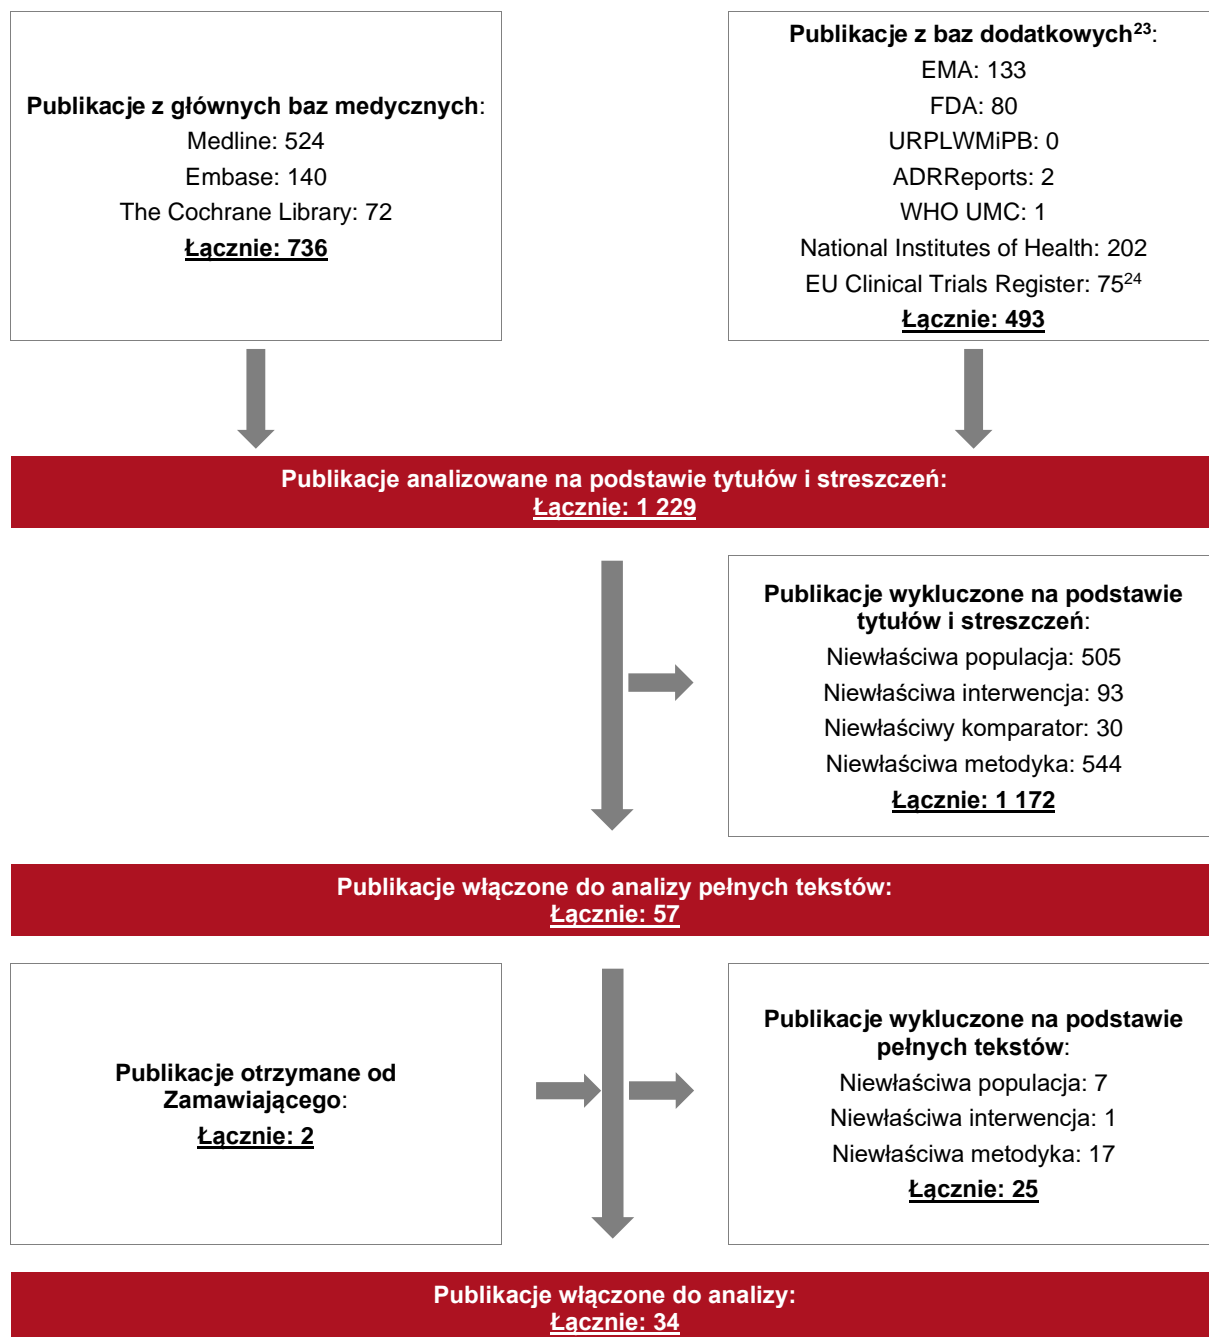 Publikacje z głównych baz medycznych:
Medline: 524
Embase: 140
The Cochrane Library: 72
Łącznie: 736
Publikacje z baz dodatkowych23:
EMA: 133
FDA: 80
URPLWMiPB: 0
ADRReports: 2
WHO UMC: 1
National Institutes of Health: 202
EU Clinical Trials Register: 7524
Łącznie: 493
Publikacje analizowane na podstawie tytułów i streszczeń:
Łącznie: 1 229
Publikacje wykluczone na podstawie
tytułów i streszczeń:
Niewłaściwa populacja: 505
Niewłaściwa interwencja: 93
Niewłaściwy komparator: 30
Niewłaściwa metodyka: 544
Łącznie: 1 172
Publikacje włączone do analizy pełnych tekstów:
Łącznie: 57
Publikacje otrzymane od
Zamawiającego:
Łącznie: 2
Publikacje wykluczone na podstawie
pełnych tekstów:
Niewłaściwa populacja: 7
Niewłaściwa interwencja: 1
Niewłaściwa metodyka: 17
Łącznie: 25
Publikacje włączone do analizy:
Łącznie: 34